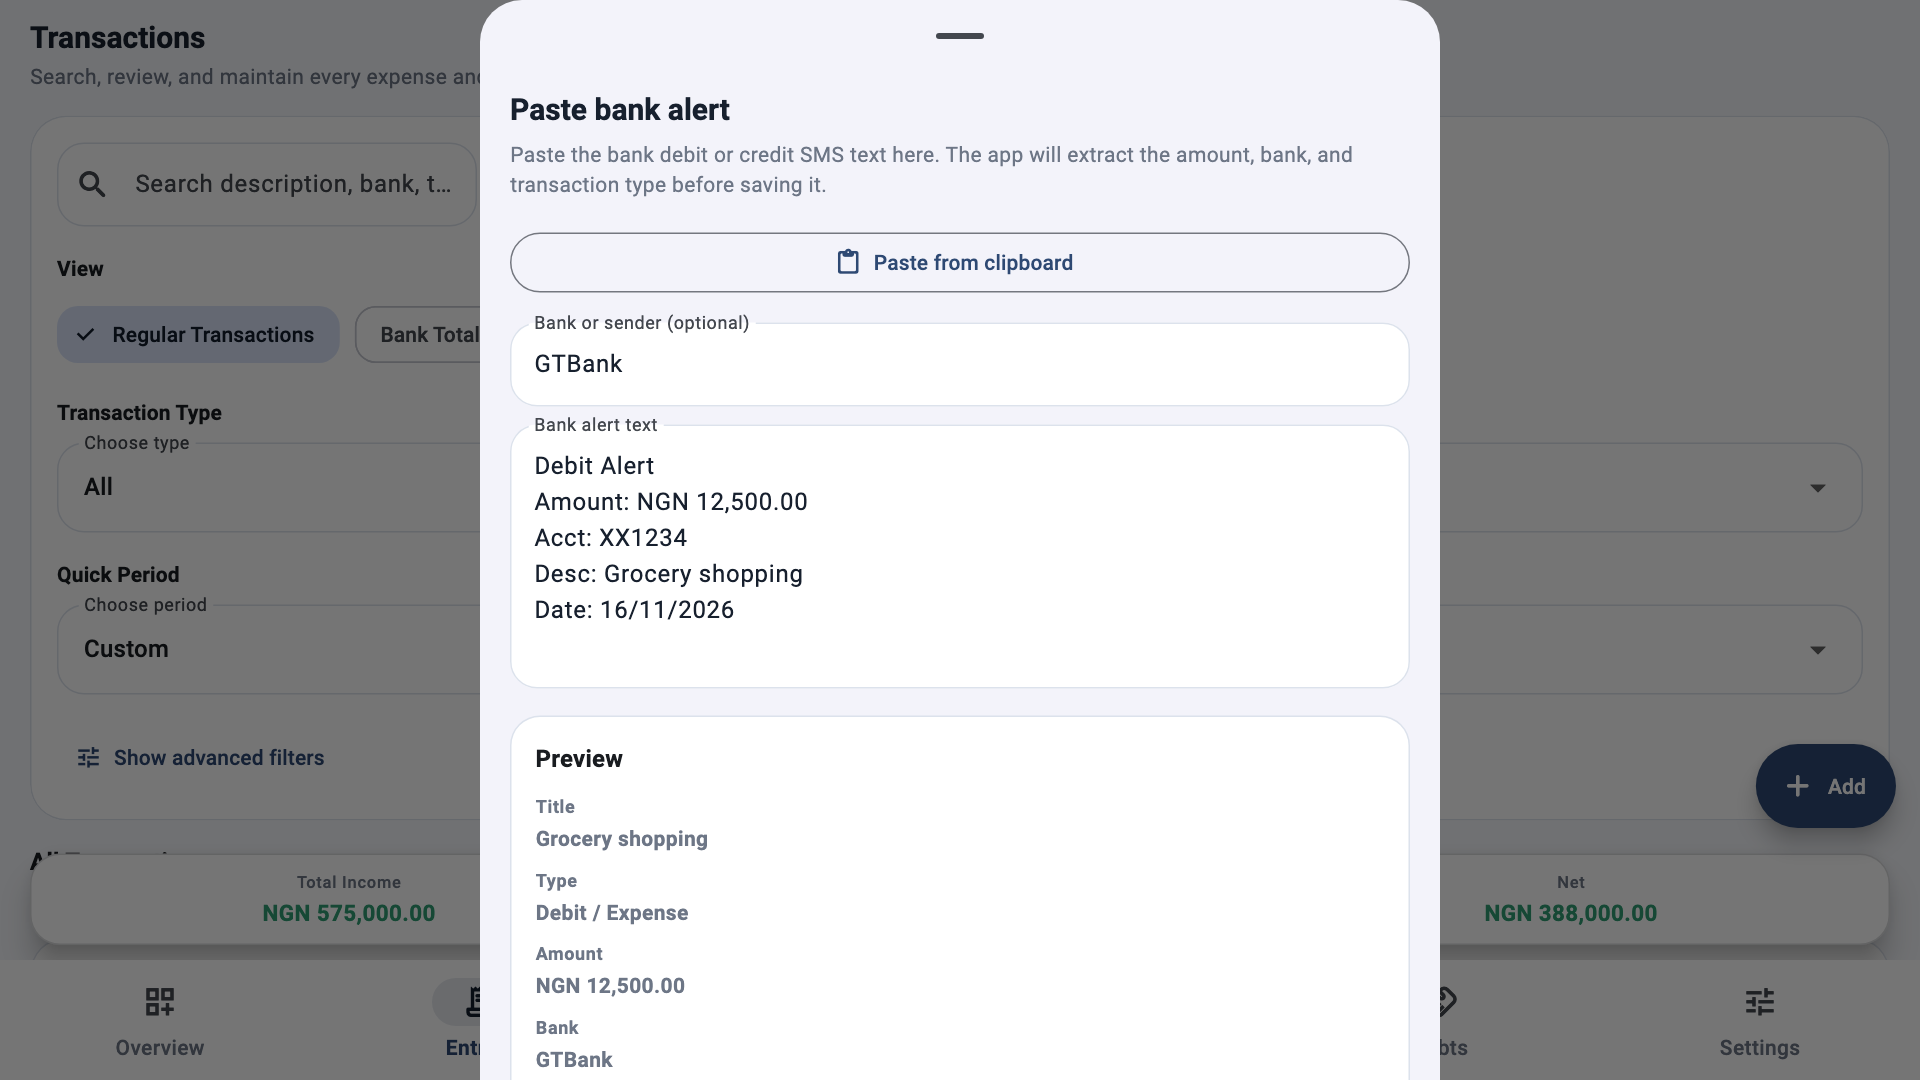 Transactions
Search, review, and maintain every expense
Search description, bank, t...
View
Regular Transactions
Bank Total
Transaction Type
Choose type
All
Quick Period
Choose period
Custom
Show advanced filters
Add
Total Income
NGN 575,000.00
Net
NGN 388,000.00
Overview
Settings
Paste bank alert
Paste the bank debit or credit SMS text here. The app will extract the amount, bank, and
transaction type before saving it.
Paste from clipboard
Bank or sender (optional)
GTBank
Bank alert text
Debit Alert
Amount: NGN 12,500.00
Acct: XX1234
Desc: Grocery shopping
Date: 16/11/2026
Preview
Title
Grocery shopping
Type
Debit / Expense
Amount
NGN 12,500.00
Bank
GTBank